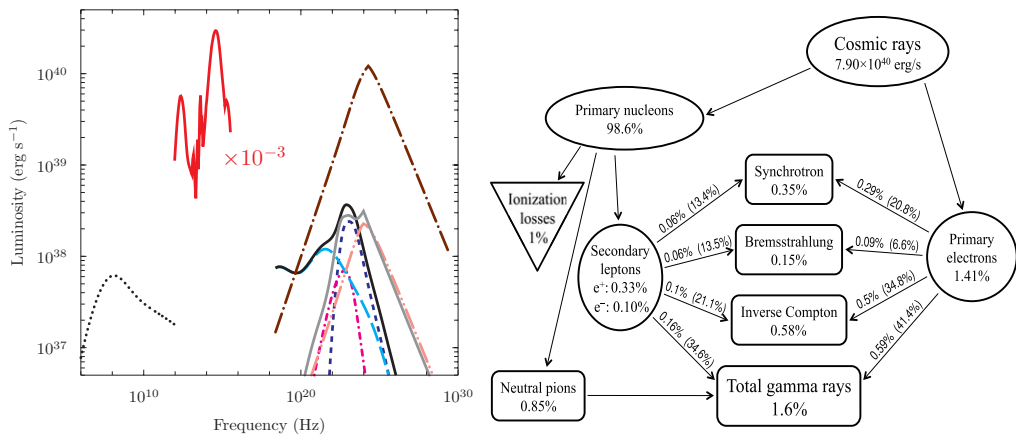 10^40
10^39
10^38
10^37
Luminosity (erg s^−1)
×10^−3
10^10
10^20
10^30
Frequency (Hz)
Cosmic rays
7.90×10^40 erg/s
Primary nucleons
98.6%
Ionization
losses
1%
Synchrotron
0.35%
0.06% (13.4%)
0.29% (20.8%)
Secondary
leptons
e^+: 0.33%
e^−: 0.10%
0.06% (13.5%)
Bremsstrahlung
0.15%
0.09% (6.6%)
Primary
electrons
1.41%
0.1% (21.1%)
Inverse Compton
0.58%
0.5% (34.8%)
0.16% (34.6%)
0.59% (41.4%)
Neutral pions
0.85%
Total gamma rays
1.6%